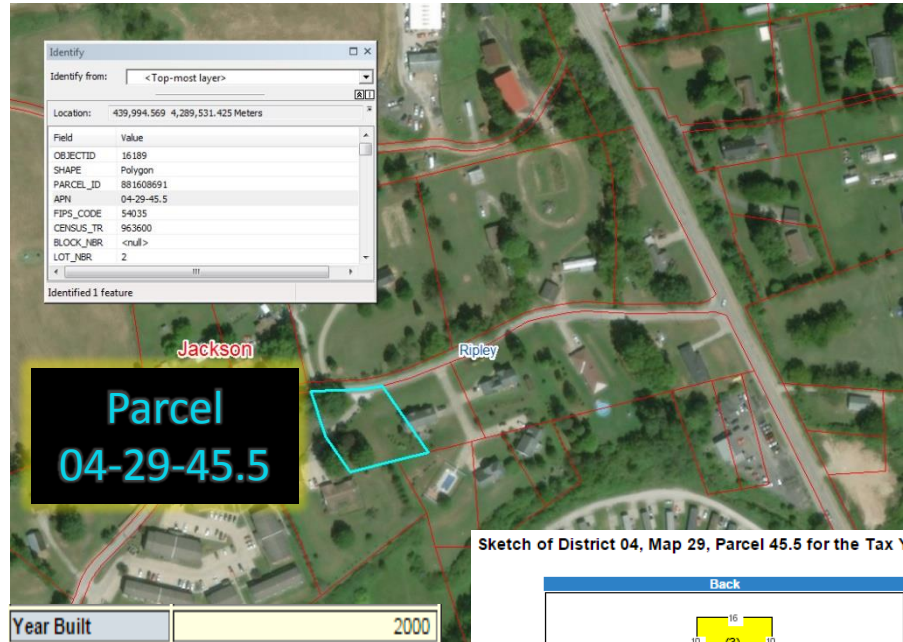 Identify
Identify from: <Top-most layer>
Location: 439,994.569 4,289,531.425 Meters
Field Value
OBJECTID 16189
SHAPE Polygon
PARCEL_ID 881608691
APN 04-29-45.5
FIPS_CODE 54035
CENSUS_TR 963600
BLOCK_NBR <null>
LOT_NBR 2
Identified 1 feature
Jackson
Ripley
Parcel
04-29-45.5
Sketch of District 04, Map 29, Parcel 45.5 for the Tax Y
Back
16
10 (3) 10
Year Built 2000